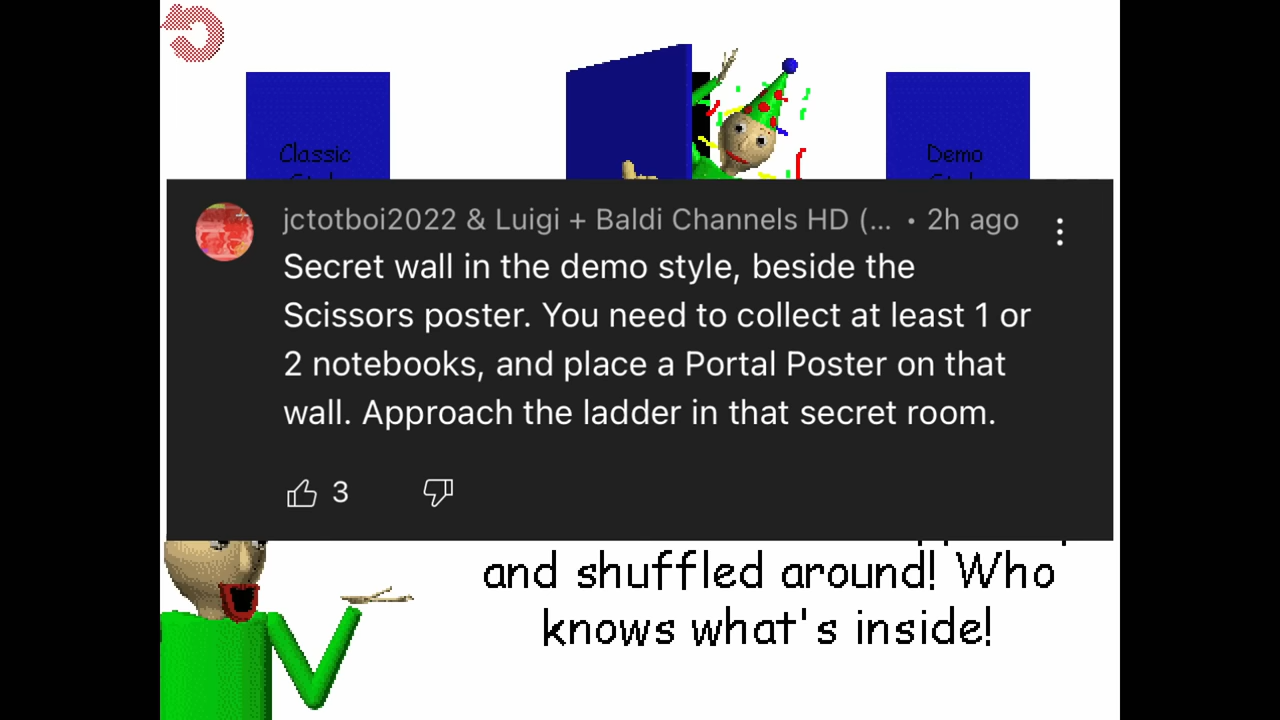 Classic
Demo
jctotboi2022 & Luigi + Baldi Channels HD (... • 2h ago
Secret wall in the demo style, beside the
Scissors poster. You need to collect at least 1 or
2 notebooks, and place a Portal Poster on that
wall. Approach the ladder in that secret room.
3
and shuffled around! Who
knows what's inside!